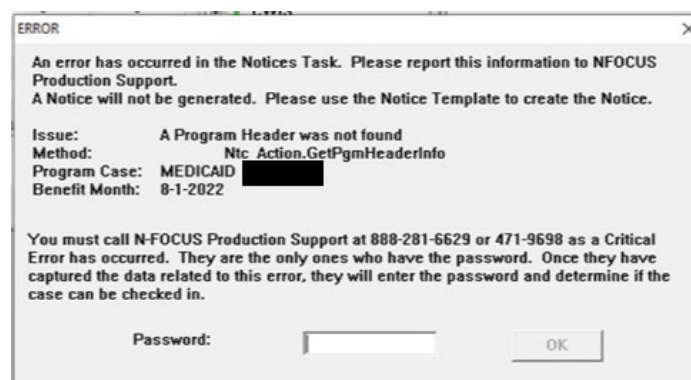 ERROR
An error has occurred in the Notices Task. Please report this information to NFOCUS
Production Support.
A Notice will not be generated. Please use the Notice Template to create the Notice.
Issue: A Program Header was not found
Method: Ntc_Action.GetPgmHeaderInfo
Program Case: MEDICAID
Benefit Month: 8-1-2022
You must call N-FOCUS Production Support at 888-281-6629 or 471-9698 as a Critical
Error has occurred. They are the only ones who have the password. Once they have
captured the data related to this error, they will enter the password and determine if the
case can be checked in.
Password:
OK